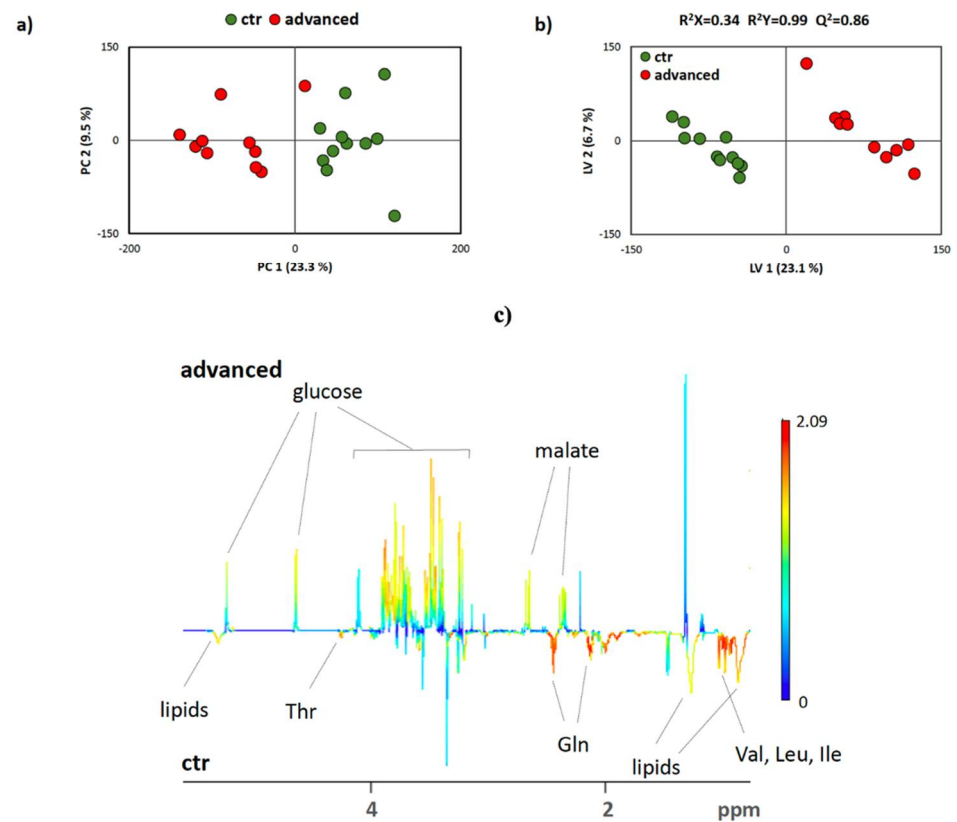 a)
ctr advanced
150
0
-150
PC 2 (9.5 %)
-200 0 200
PC 1 (23.3 %)
b)
R²X=0.34 R²Y=0.99 Q²=0.86
ctr
advanced
150
0
-150
LV 2 (6.7 %)
-150 0 150
LV 1 (23.1 %)
c)
advanced
glucose
malate
2.09
0
lipids
Thr
Gln
lipids
Val, Leu, Ile
ctr
4 2 ppm